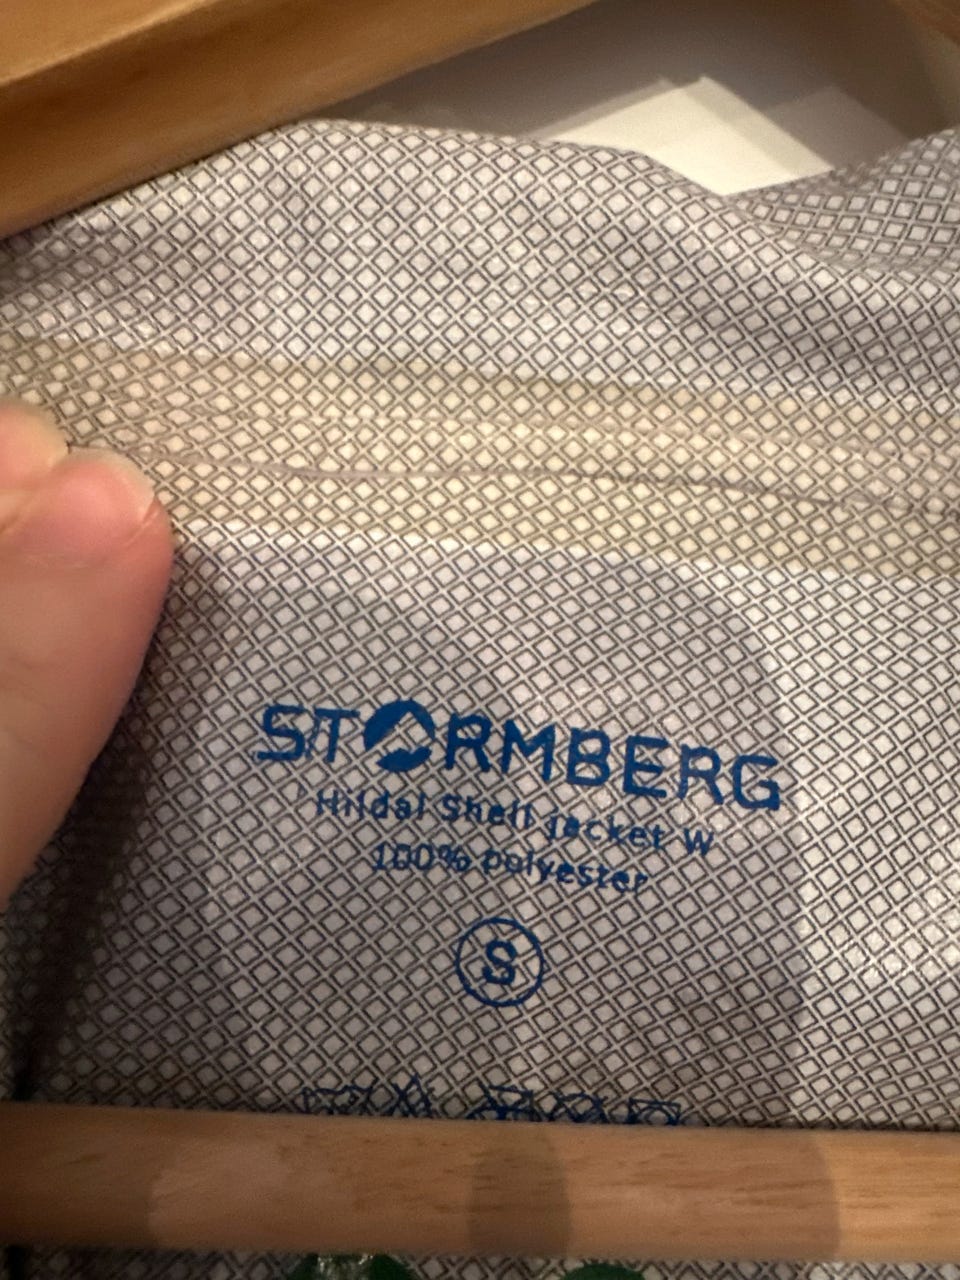 STORMBERG
Hildal Shell jacket W
100% polyester
S